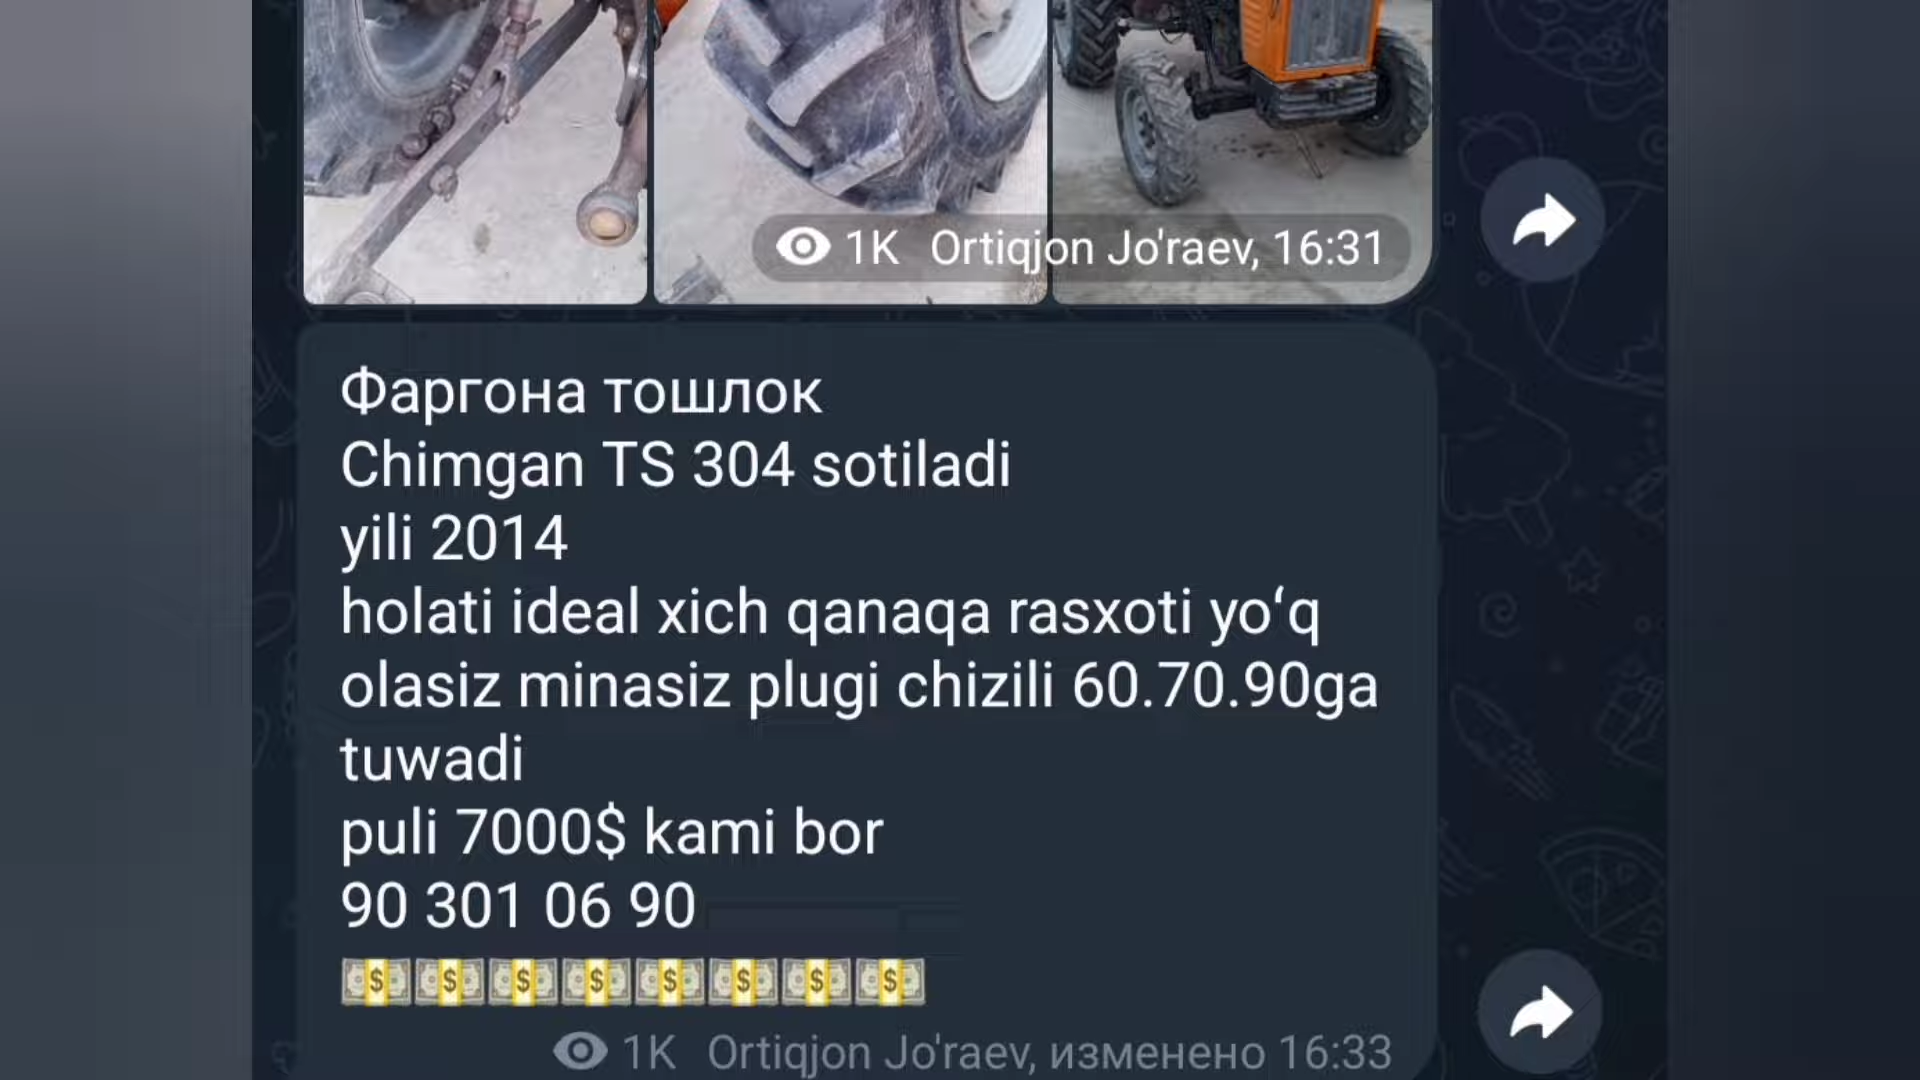 1K Ortiqjon Jo'raev, 16:31
Фаргона тошлок
Chimgan TS 304 sotiladi
yili 2014
holati ideal xich qanaqa rasxoti yoʻq
olasiz minasiz plugi chizili 60.70.90ga
tuwadi
puli 7000$ kami bor
90 301 06 90
1K Ortiqjon Jo'raev, изменено 16:33